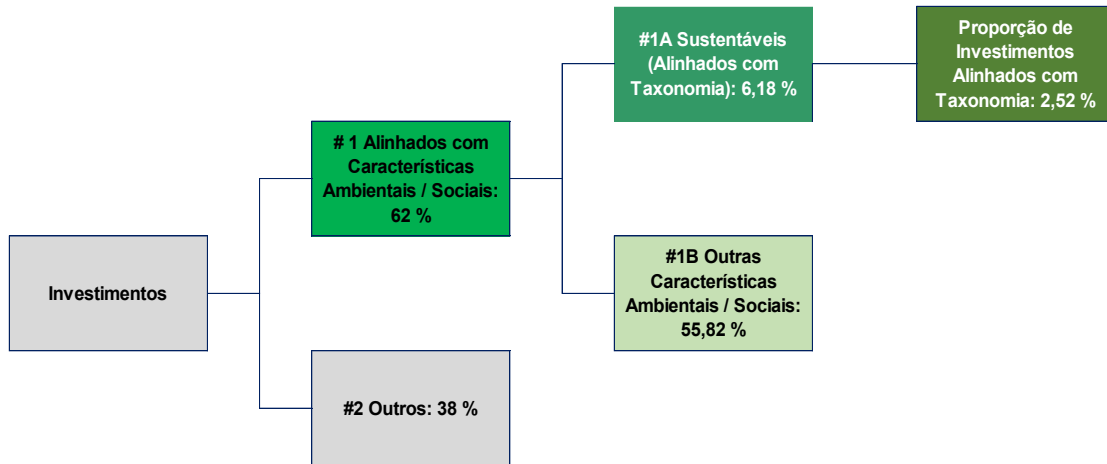 #1A Sustentáveis
(Alinhados com
Taxonomia): 6,18 %
Proporção de
Investimentos
Alinhados com
Taxonomia: 2,52 %
# 1 Alinhados com
Características
Ambientais / Sociais:
62 %
Investimentos
#1B Outras
Características
Ambientais / Sociais:
55,82 %
#2 Outros: 38 %